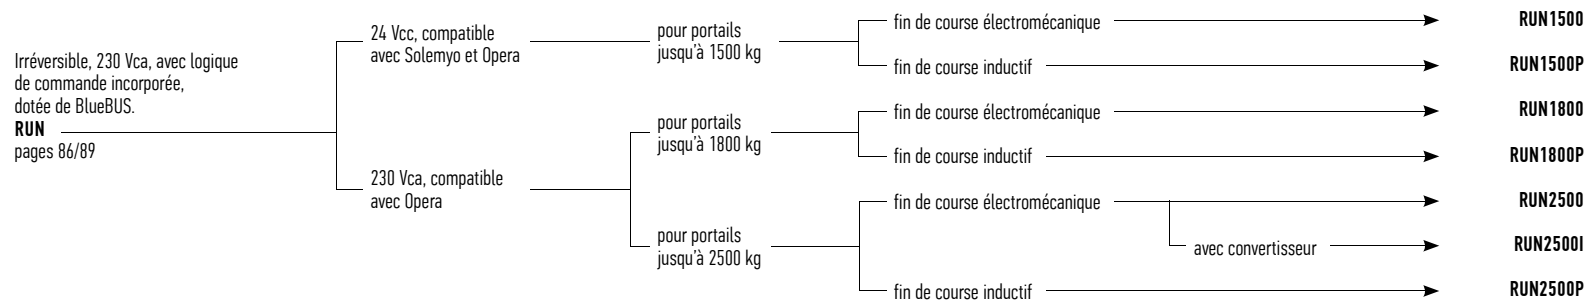 Irréversible, 230 Vca, avec logique
de commande incorporée,
dotée de BlueBUS.
RUN
pages 86/89
24 Vcc, compatible
avec Solemyo et Opera
pour portails
jusqu'à 1500 kg
fin de course électromécanique
RUN1500
fin de course inductif
RUN1500P
230 Vca, compatible
avec Opera
pour portails
jusqu'à 1800 kg
fin de course électromécanique
RUN1800
fin de course inductif
RUN1800P
pour portails
jusqu'à 2500 kg
fin de course électromécanique
RUN2500
avec convertisseur
RUN2500I
fin de course inductif
RUN2500P